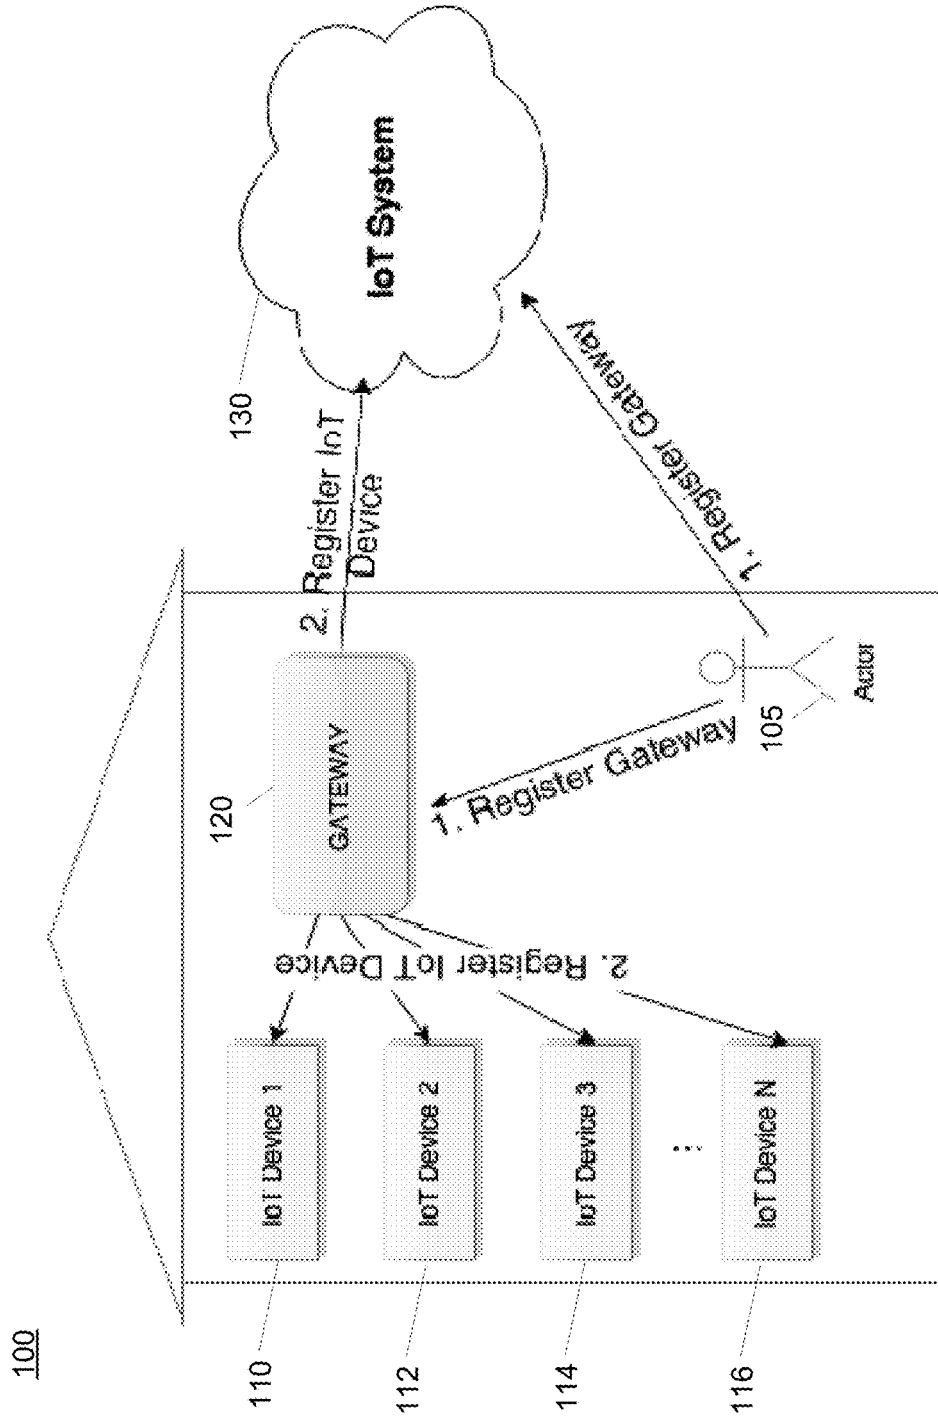 100
110
IoT Device 1
112
IoT Device 2
114
IoT Device 3
...
116
IoT Device N
2. Register IoT Device
120
GATEWAY
1. Register Gateway
105
Actor
2. Register IoT
Device
1. Register Gateway
130
IoT System